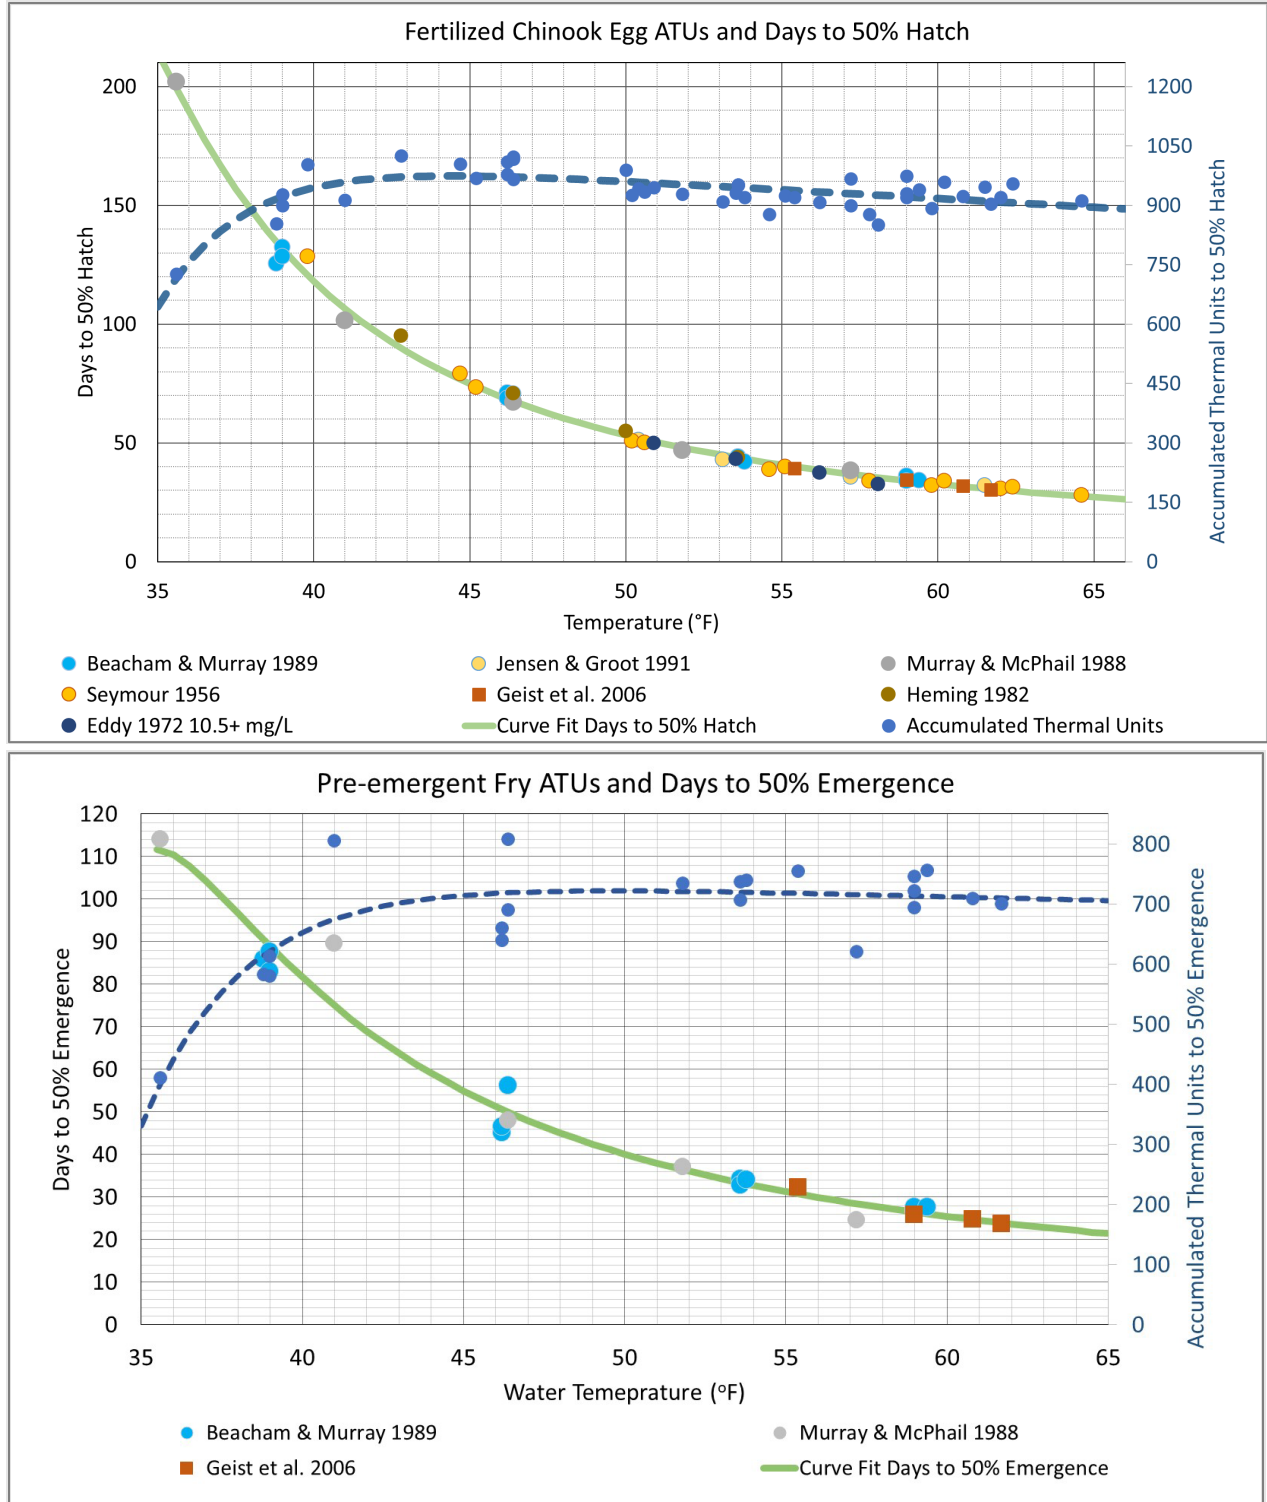 Fertilized Chinook Egg ATUs and Days to 50% Hatch
200 1200
1050
150 900
750
100 600
450
50 300
150
0 0
Days to 50% Hatch
Accumulated Thermal Units to 50% Hatch
35 40 45 50 55 60 65
Temperature (°F)
Beacham & Murray 1989 Jensen & Groot 1991 Murray & McPhail 1988
Seymour 1956 Geist et al. 2006 Heming 1982
Eddy 1972 10.5+ mg/L Curve Fit Days to 50% Hatch Accumulated Thermal Units
Pre-emergent Fry ATUs and Days to 50% Emergence
120
110 800
100 700
90
80 600
70 500
60
50 400
40 300
30 200
20
10 100
0 0
Days to 50% Emergence
Accumulated Thermal Units to 50% Emergence
35 40 45 50 55 60 65
Water Temeprature (°F)
Beacham & Murray 1989 Murray & McPhail 1988
Geist et al. 2006 Curve Fit Days to 50% Emergence